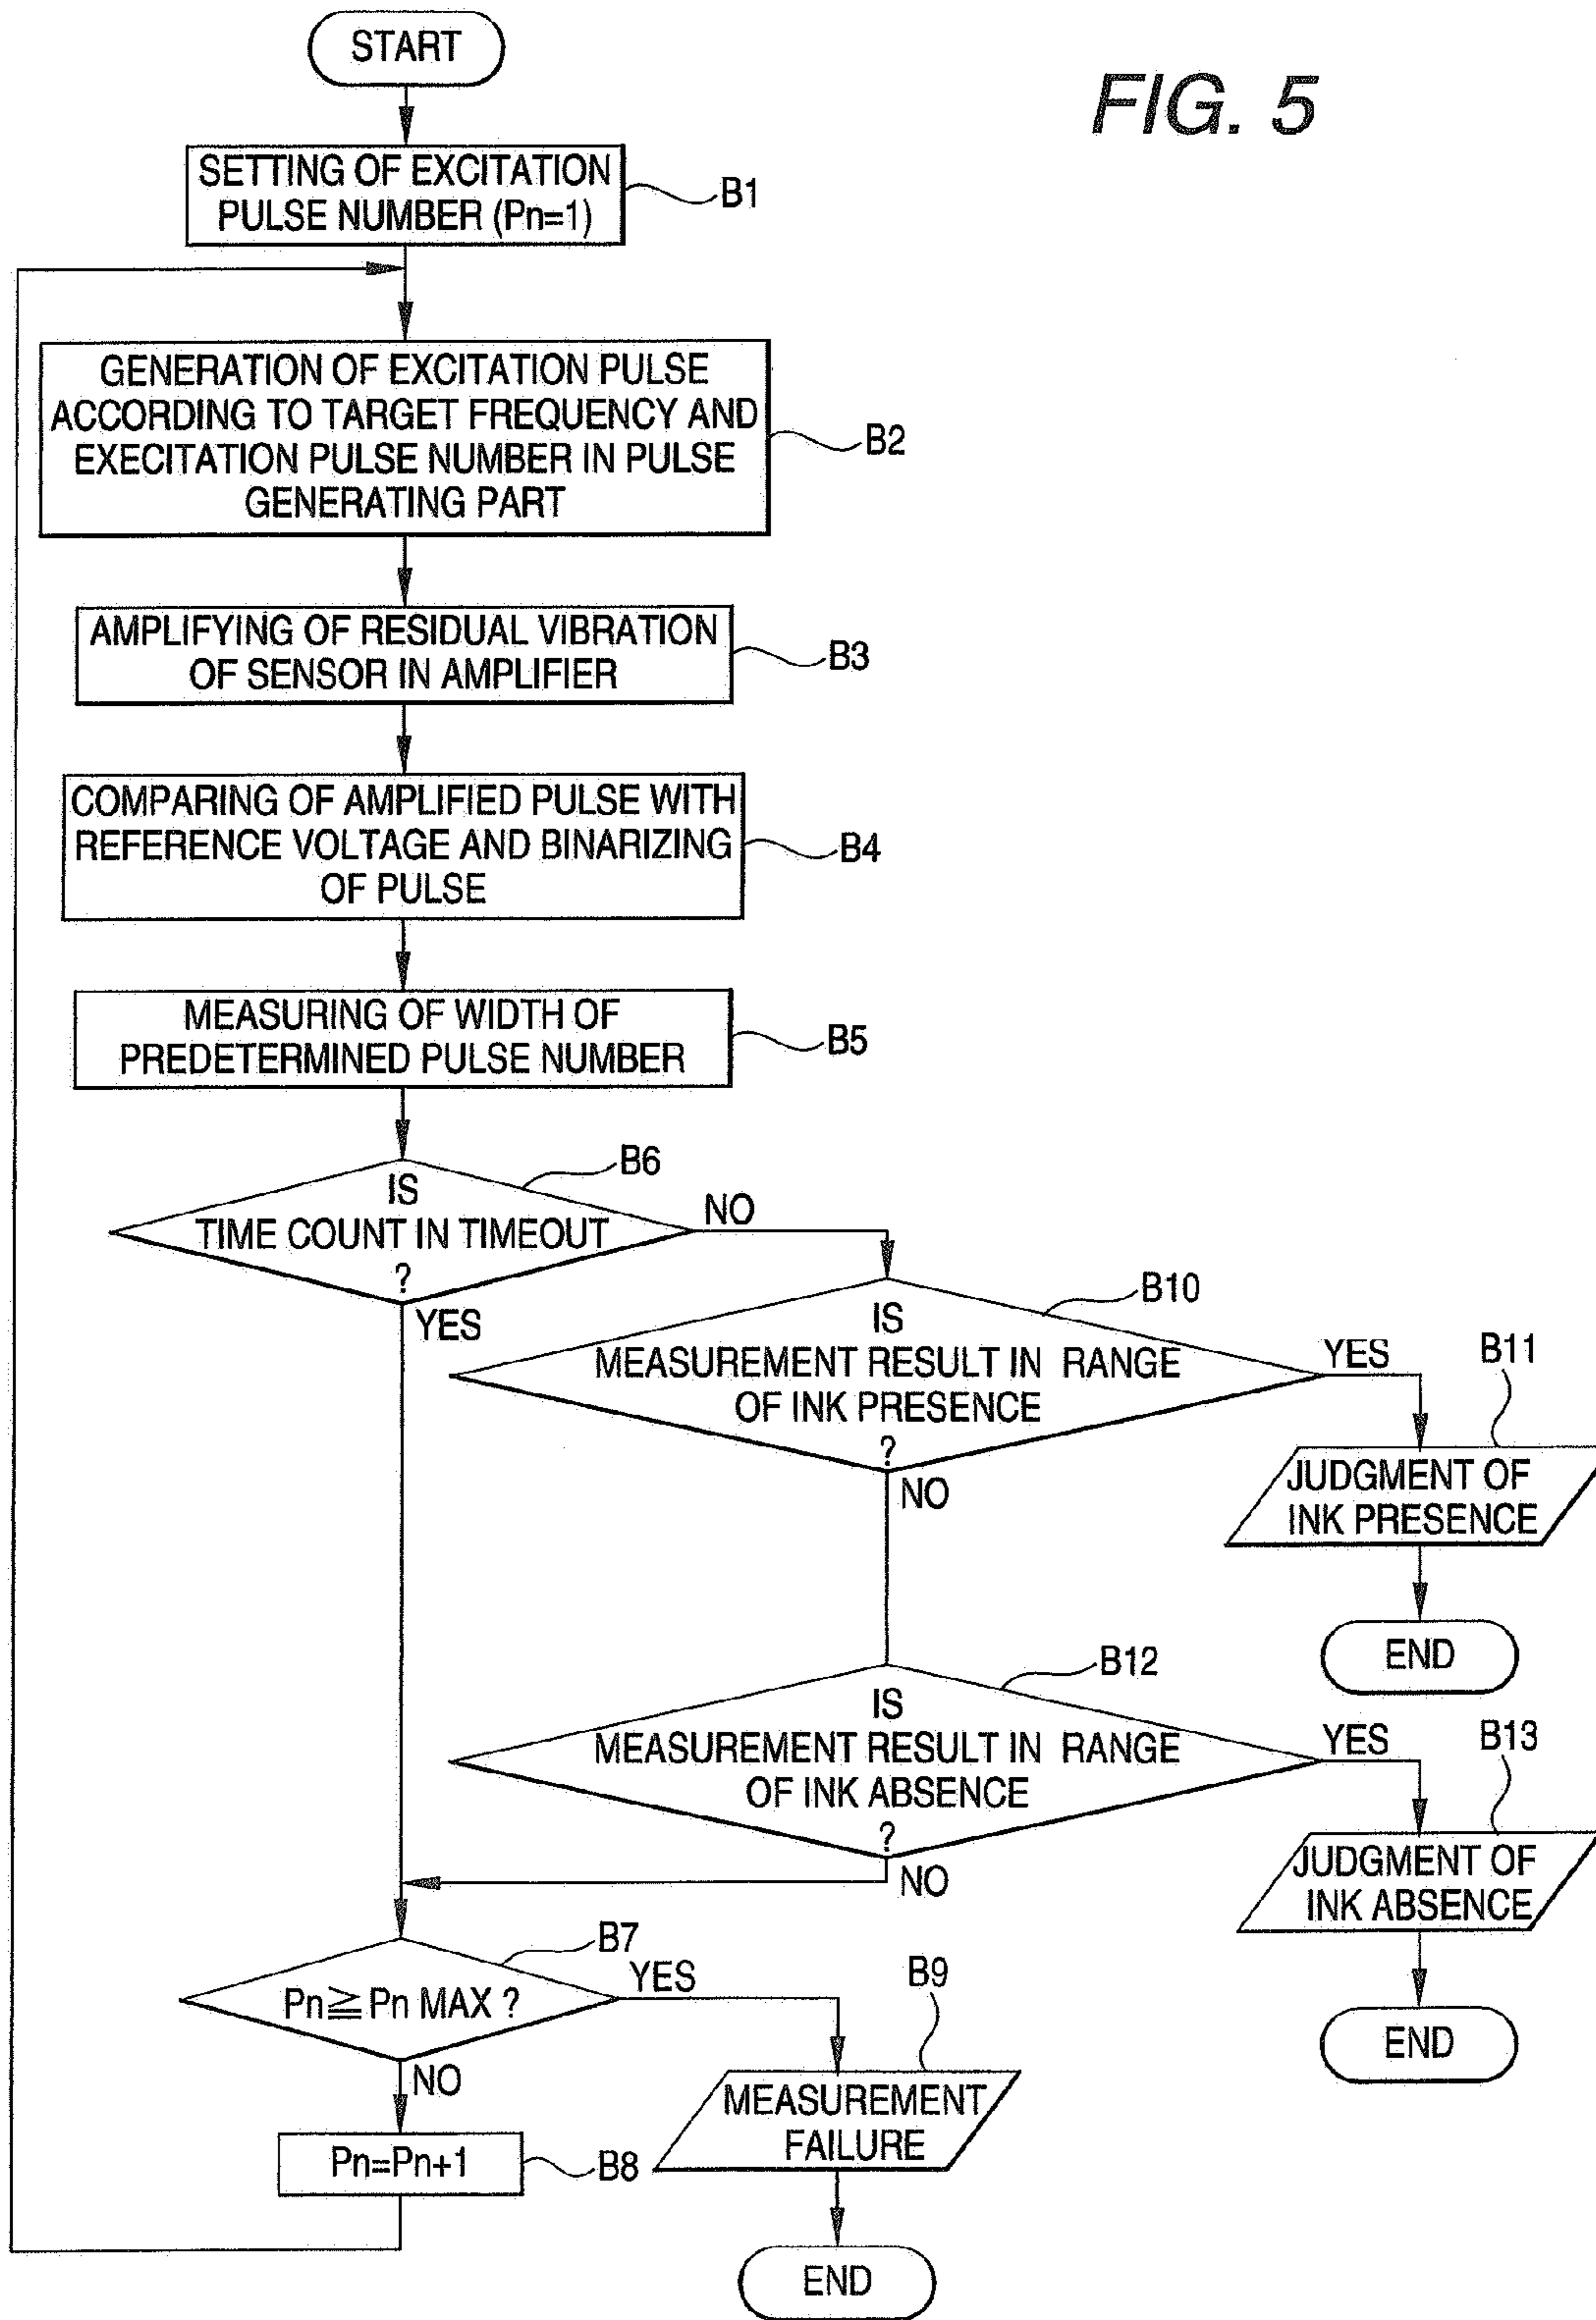 START
FIG. 5
SETTING OF EXCITATION
PULSE NUMBER (Pn=1)
B1
GENERATION OF EXCITATION PULSE
ACCORDING TO TARGET FREQUENCY AND
EXECITATION PULSE NUMBER IN PULSE
GENERATING PART
B2
AMPLIFYING OF RESIDUAL VIBRATION
OF SENSOR IN AMPLIFIER
B3
COMPARING OF AMPLIFIED PULSE WITH
REFERENCE VOLTAGE AND BINARIZING
OF PULSE
B4
MEASURING OF WIDTH OF
PREDETERMINED PULSE NUMBER
B5
B6
IS
TIME COUNT IN TIMEOUT
?
NO
YES
B10
IS
MEASUREMENT RESULT IN RANGE
OF INK PRESENCE
?
YES
NO
B11
JUDGMENT OF
INK PRESENCE
END
B12
IS
MEASUREMENT RESULT IN RANGE
OF INK ABSENCE
?
YES
NO
B13
JUDGMENT OF
INK ABSENCE
END
B7
Pn≧Pn MAX ?
YES
NO
B9
MEASUREMENT
FAILURE
END
Pn=Pn+1
B8